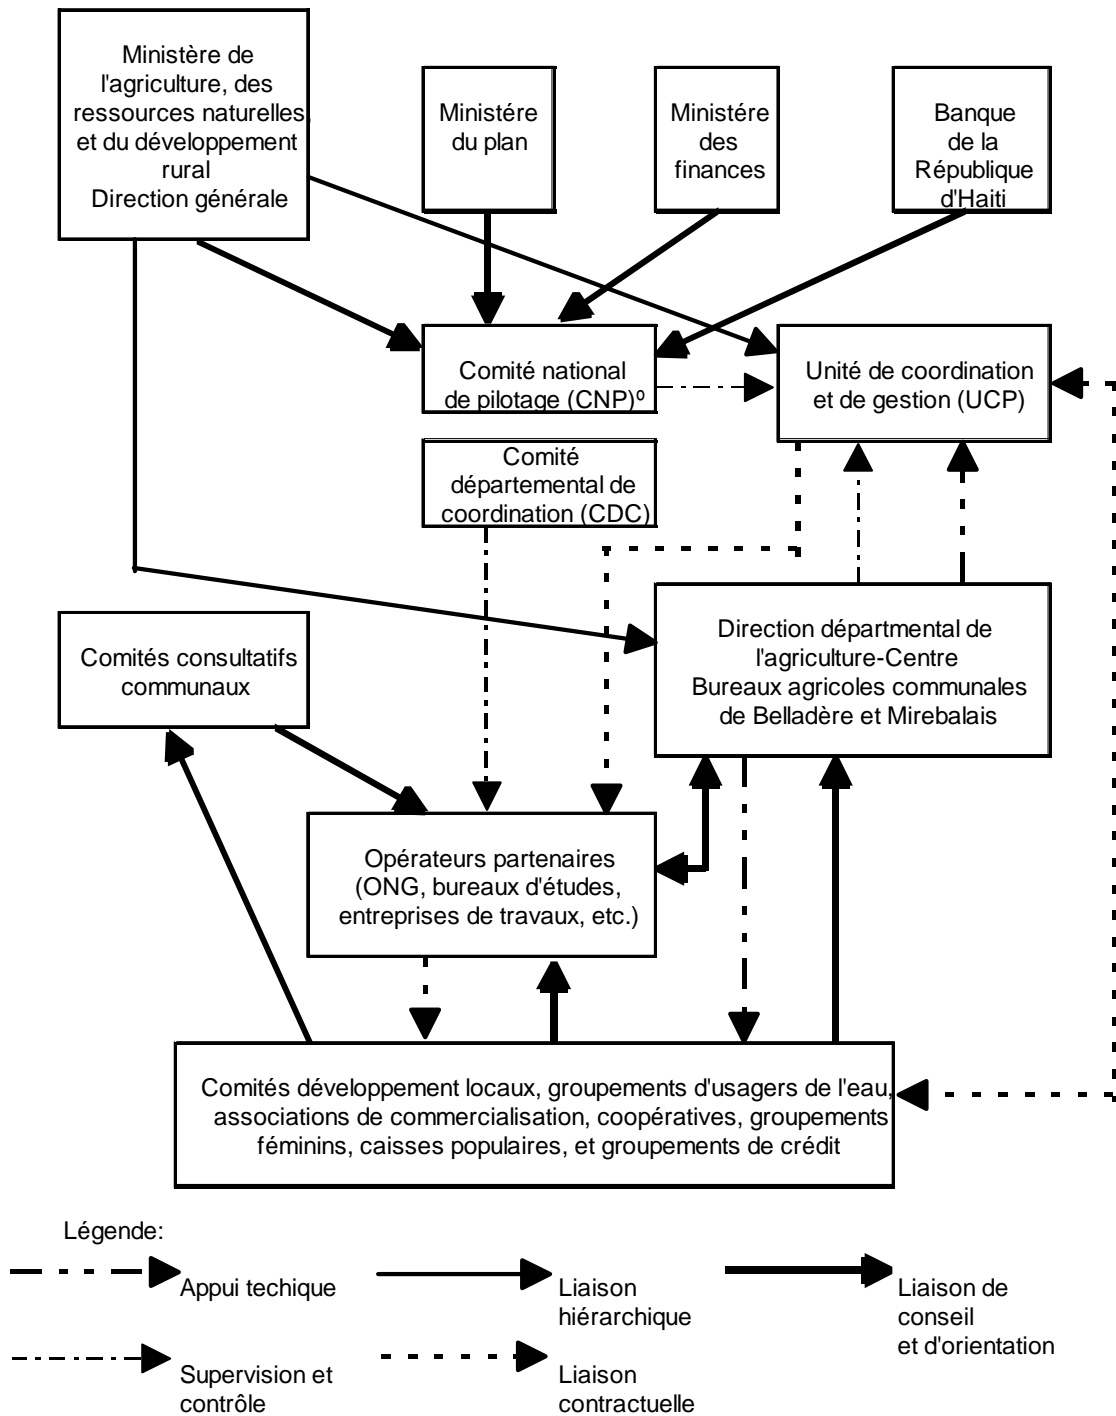 Ministère de
l'agriculture, des
ressources naturelles,
et du développement
rural
Direction générale
Ministére
du plan
Ministére
des
finances
Banque
de la
République
d'Haiti
Comité national
de pilotage (CNP)º
Unité de coordination
et de gestion (UCP)
Comité
départemental de
coordination (CDC)
Direction départmental de
l'agriculture-Centre
Bureaux agricoles communales
de Belladère et Mirebalais
Comités consultatifs
communaux
Opérateurs partenaires
(ONG, bureaux d'études,
entreprises de travaux, etc.)
Comités développement locaux, groupements d'usagers de l'eau,
associations de commercialisation, coopératives, groupements
féminins, caisses populaires, et groupements de crédit
Légende:
Appui techique
Liaison
hiérarchique
Liaison de
conseil
et d'orientation
Supervision et
contrôle
Liaison
contractuelle